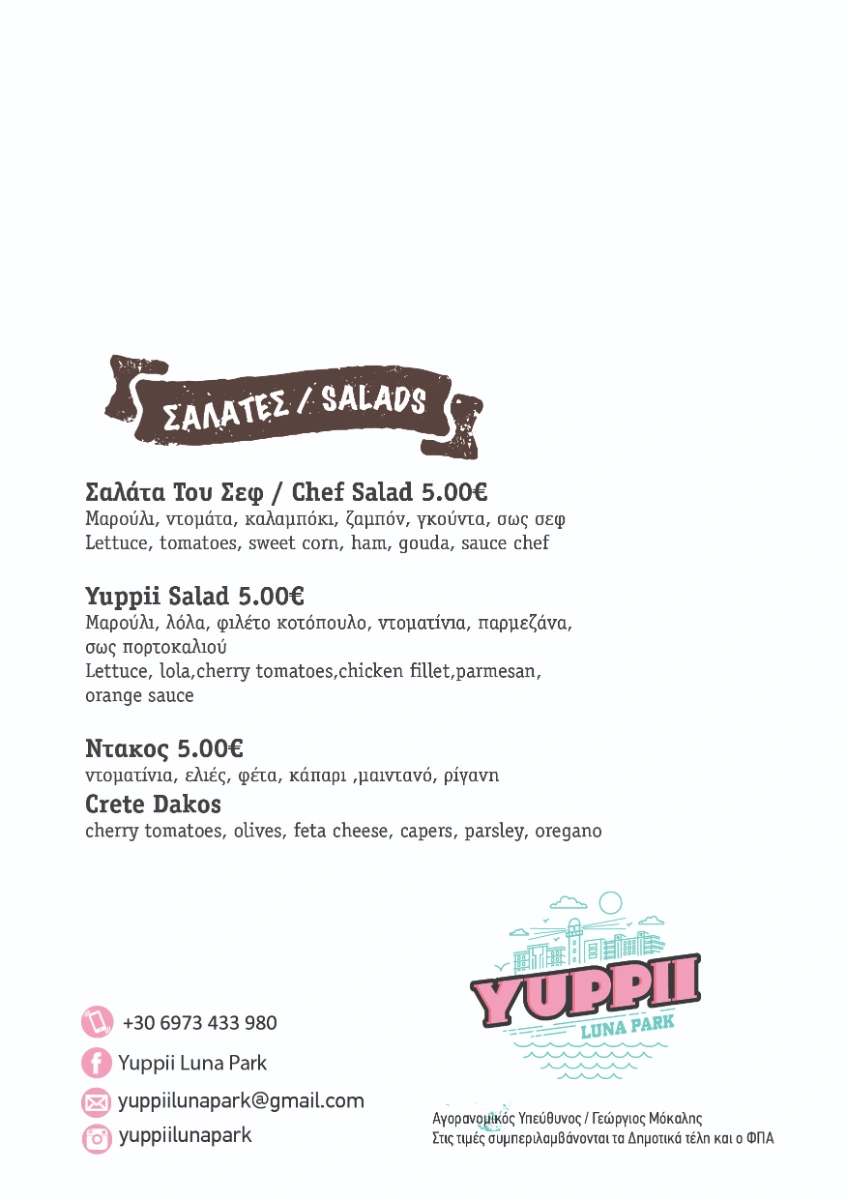 ΣΑΛΑΤΕΣ / SALADS
Σαλάτα Του Σεφ / Chef Salad 5.00€
Μαρούλι, ντομάτα, καλαμπόκι, ζαμπόν, γκούντα, σως σεφ
Lettuce, tomatoes, sweet corn, ham, gouda, sauce chef
Yuppii Salad 5.00€
Μαρούλι, λόλα, φιλέτο κοτόπουλο, ντοματίνια, παρμεζάνα,
σως πορτοκαλιού
Lettuce, lola,cherry tomatoes,chicken fillet,parmesan,
orange sauce
Ντακος 5.00€
ντοματίνια, ελιές, φέτα, κάπαρι ,μαιντανό, ρίγανη
Crete Dakos
cherry tomatoes, olives, feta cheese, capers, parsley, oregano
YUPPII
LUNA PARK
+30 6973 433 980
Yuppii Luna Park
yuppiilunapark@gmail.com
yuppiilunapark
Αγορανομικός Υπεύθυνος / Γεώργιος Μόκαλης
Στις τιμές συμπεριλαμβάνονται τα Δημοτικά τέλη και ο ΦΠΑ